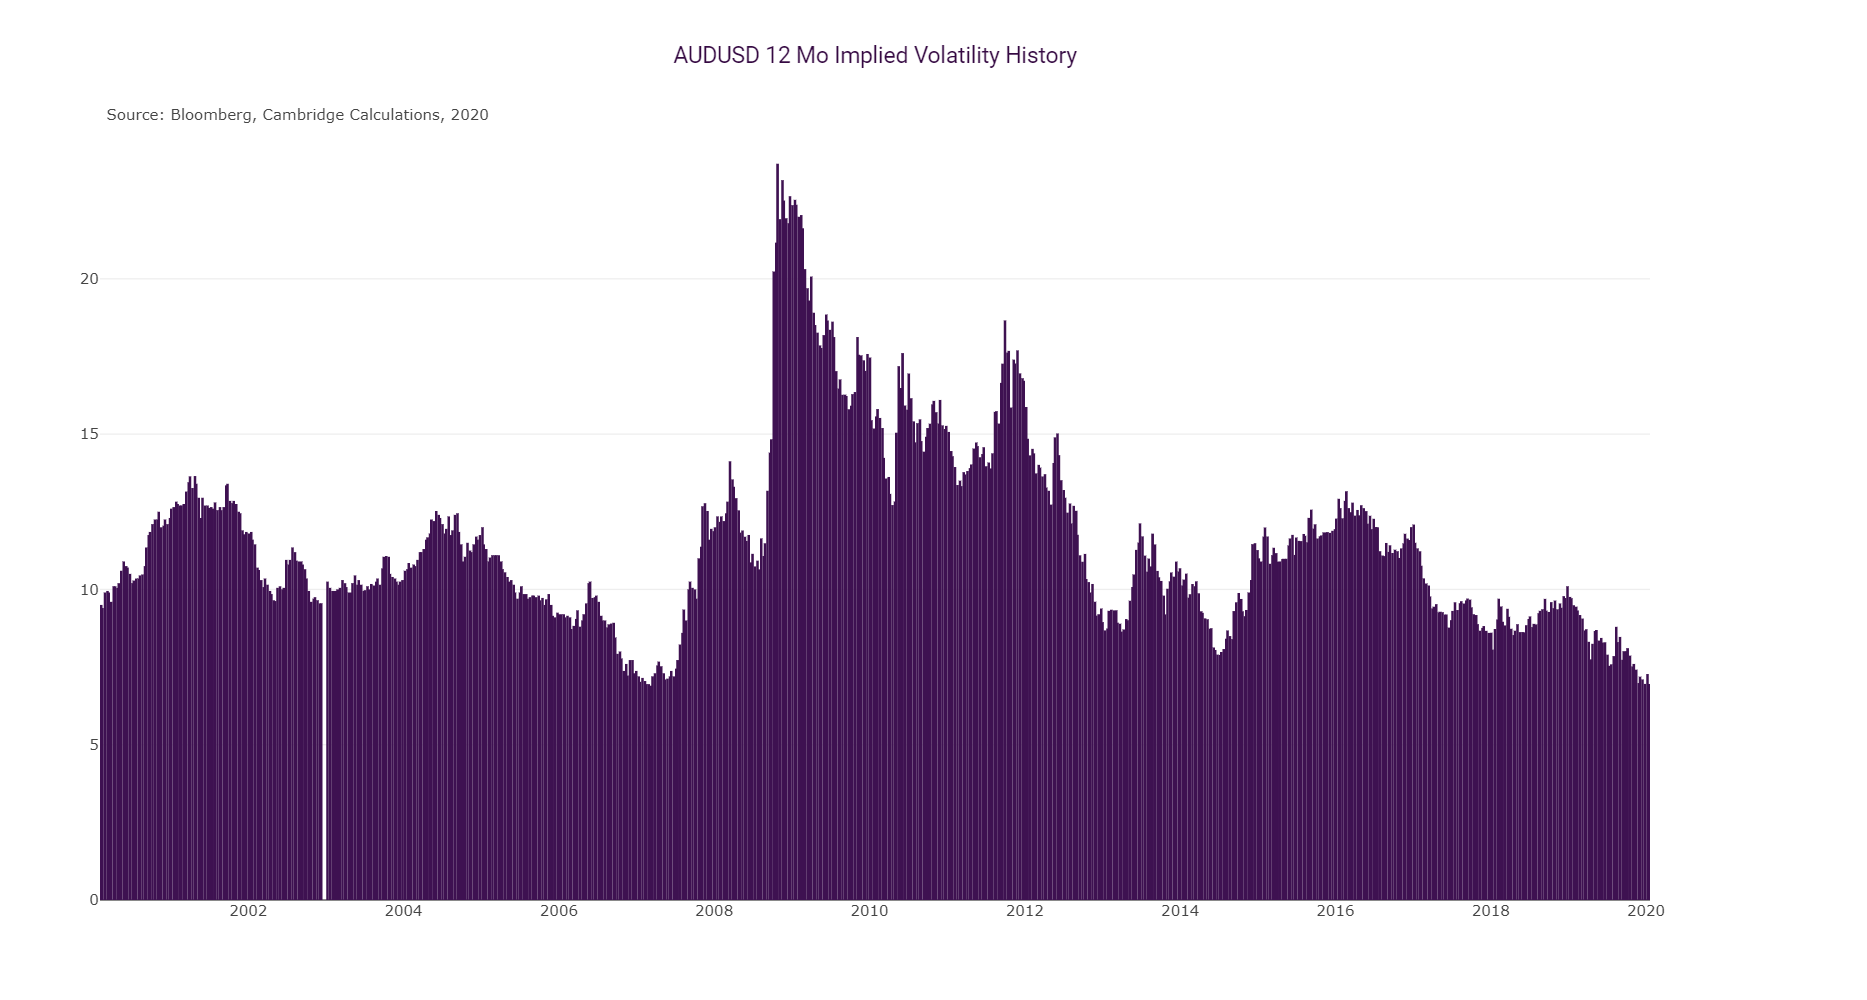 AUDUSD 12 Mo Implied Volatility History
Source: Bloomberg, Cambridge Calculations, 2020
20
15
10
5
0
2002 2004 2006 2008 2010 2012 2014 2016 2018 2020